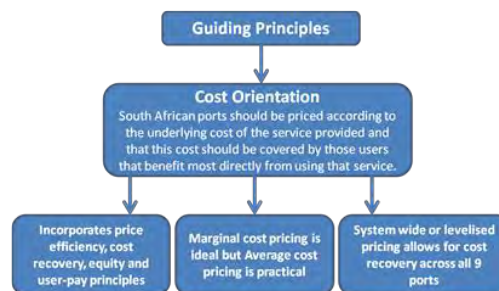 Guiding Principles
Cost Orientation
South African ports should be priced according to
the underlying cost of the service provided and
that this cost should be covered by those users
that benefit most directly from using that service.
Incorporates price
efficiency, cost
recovery, equity and
user-pay principles
Marginal cost pricing is
ideal but Average cost
pricing is practical
System wide or levelised
pricing allows for cost
recovery across all 9
ports